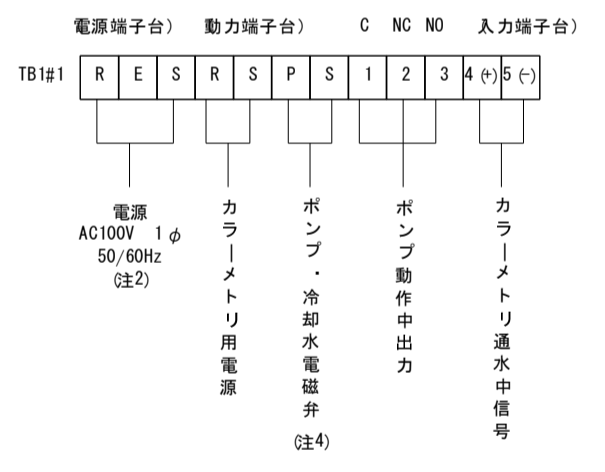 電源端子台) 動力端子台) C NC NO 入力端子台)
TB1#1 R E S R S P S 1 2 3 4 (+) 5 (-)
電源
AC100V 1φ
50/60Hz
(注2)
カラーメトリ用電源
ポンプ・冷却水電磁弁
(注4)
ポンプ動作中出力
カラーメトリ通水中信号